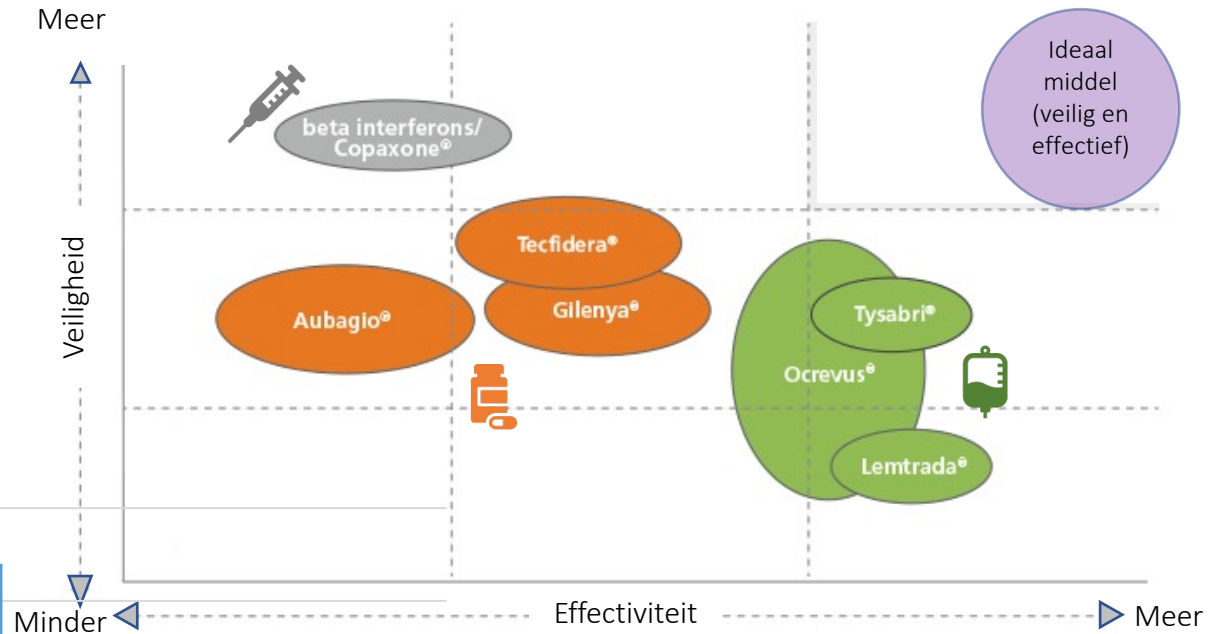 Meer
Ideaal
middel
(veilig en
effectief)
beta interferons/
Copaxone®
Tecfidera®
Gilenya®
Aubagio®
Tysabri®
Ocrevus®
Lemtrada®
Veiligheid
Minder
Effectiviteit
Meer